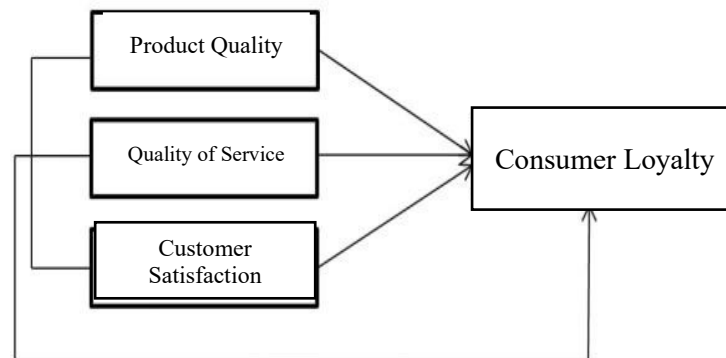 Product Quality
Quality of Service
Consumer Loyalty
Customer
Satisfaction